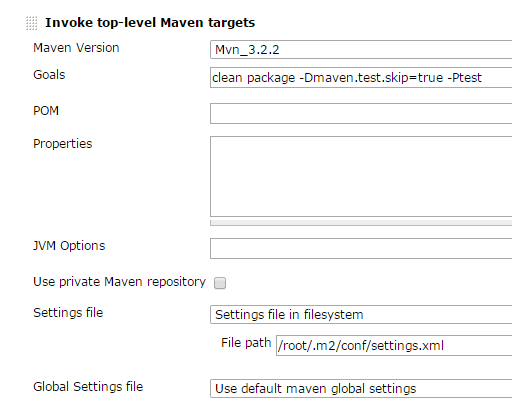 Invoke top-level Maven targets
Maven Version
Mvn_3.2.2
Goals
clean package -Dmaven.test.skip=true -Ptest
POM
Properties
JVM Options
Use private Maven repository
Settings file
Settings file in filesystem
File path
/root/.m2/conf/settings.xml
Global Settings file
Use default maven global settings